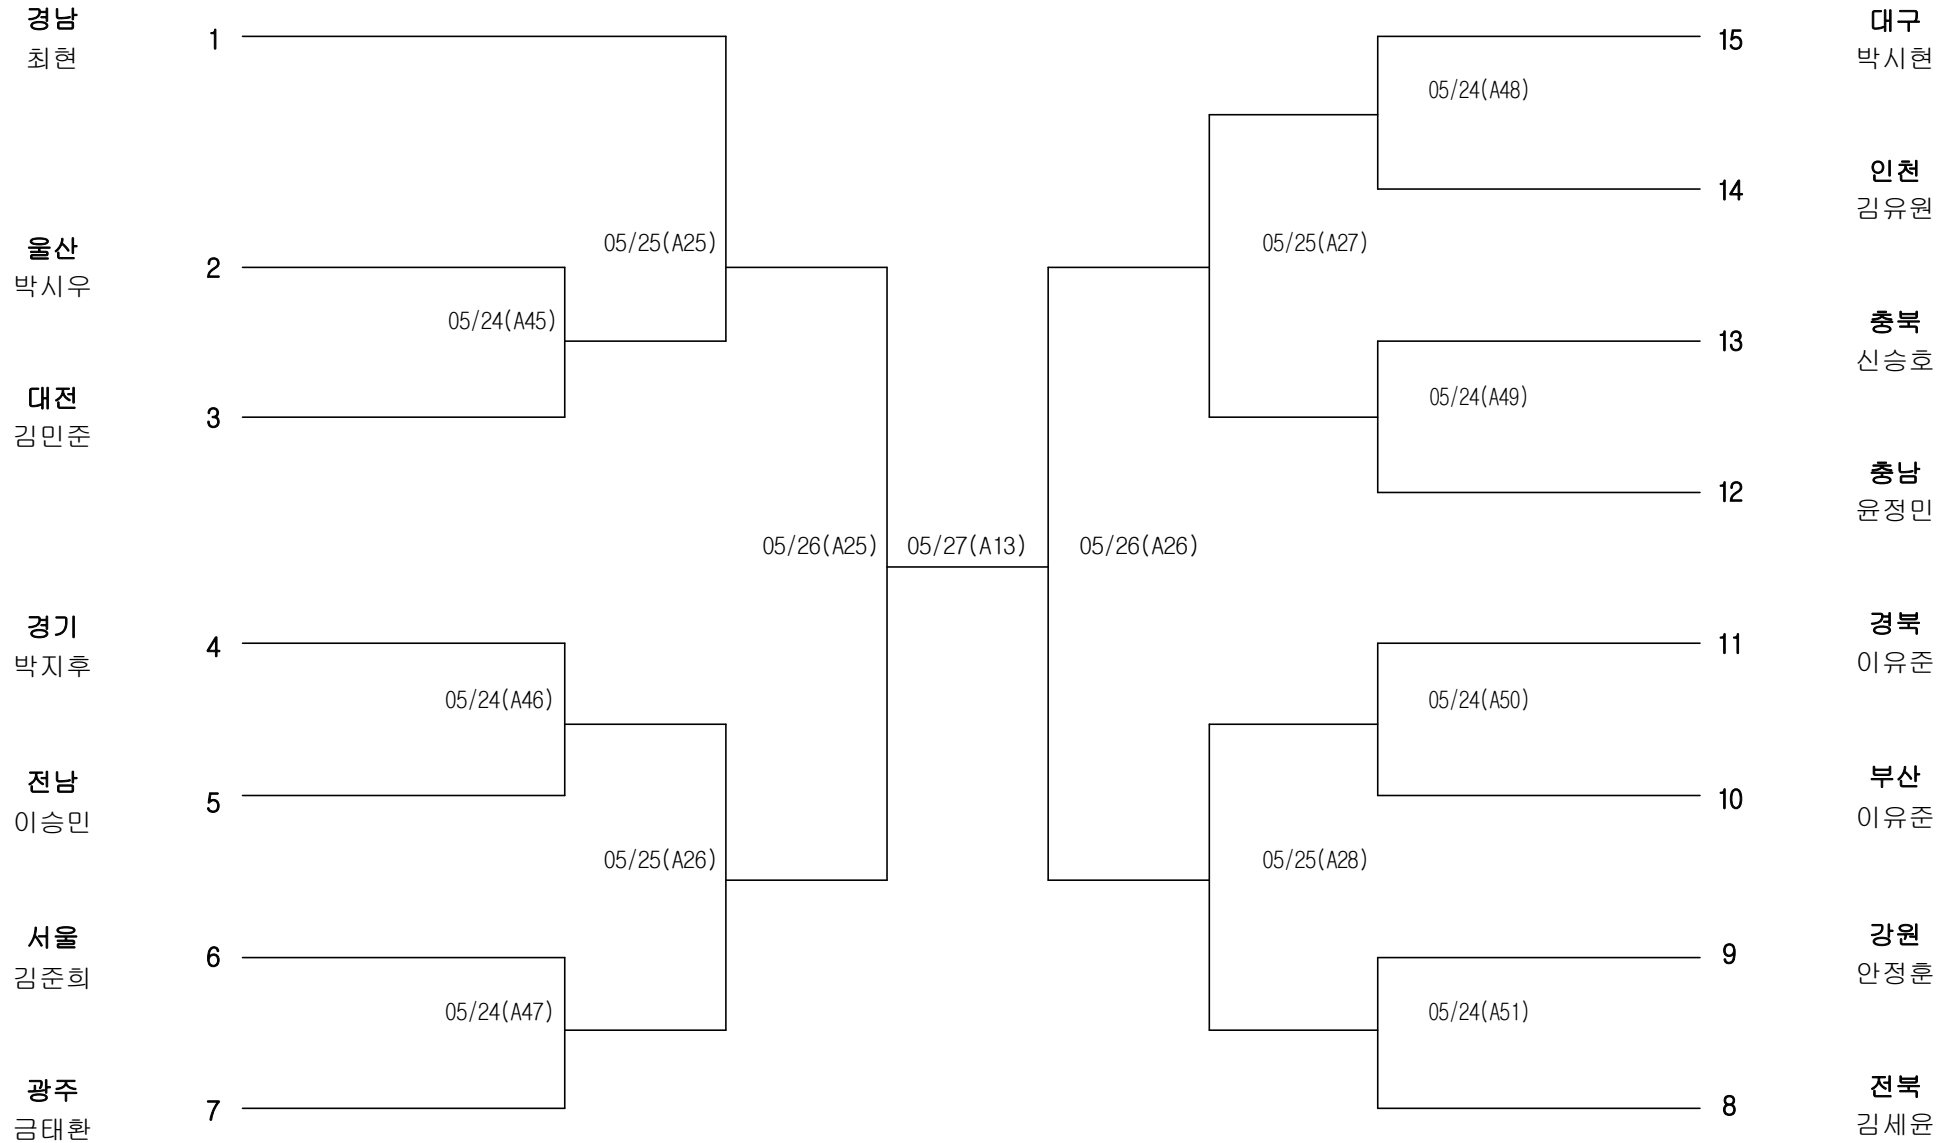 경남
최현
1
울산
박시우
2
05/25(A25)
05/24(A45)
대전
김민준
3
경기
박지후
4
05/24(A46)
전남
이승민
5
05/25(A26)
서울
김준희
6
05/24(A47)
광주
금태환
7
05/26(A25)
05/27(A13)
05/26(A26)
15
대구
박시현
05/24(A48)
14
인천
김유원
05/25(A27)
13
충북
신승호
05/24(A49)
12
충남
윤정민
11
경북
이유준
05/24(A50)
10
부산
이유준
05/25(A28)
9
강원
안정훈
05/24(A51)
8
전북
김세윤